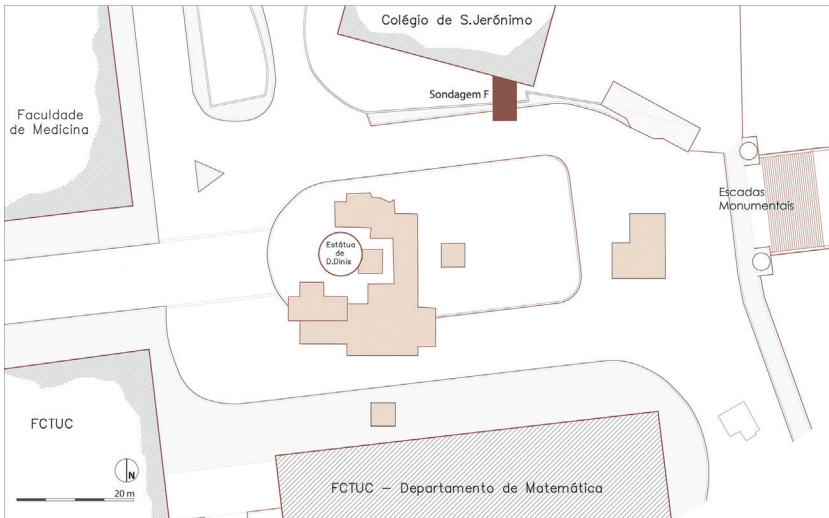 Colégio de S.Jerónimo
Sondagem F
Faculdade
de Medicina
Escadas
Monumentais
Estátua
de
D.Dinis
FCTUC
N
20 m
FCTUC – Departamento de Matemática